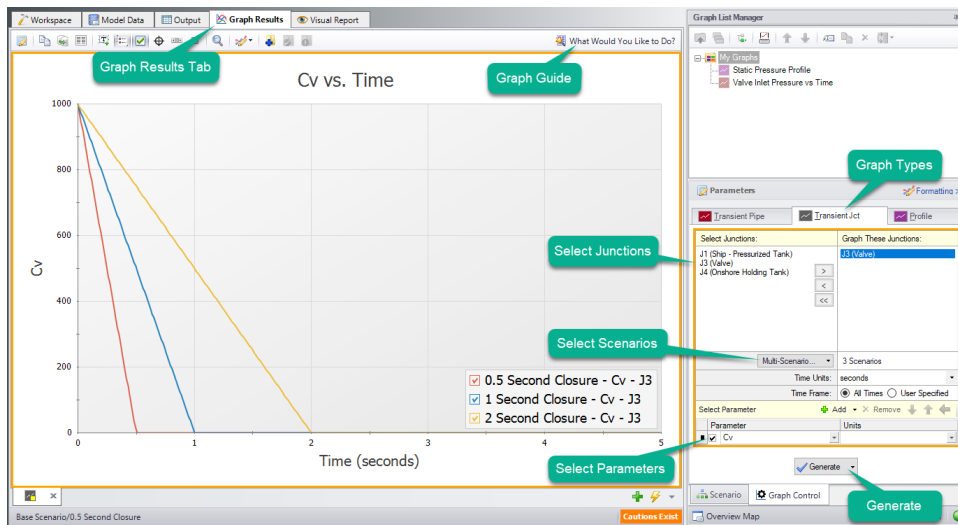 Workspace
Model Data
Output
Graph Results
Visual Report
What Would You Like to Do?
Graph Results Tab
Graph Guide
Cv vs. Time
1000
800
600
400
200
0
Cv
0
1
2
3
4
5
Time (seconds)
0.5 Second Closure - Cv - J3
1 Second Closure - Cv - J3
2 Second Closure - Cv - J3
Base Scenario/0.5 Second Closure
Cautions Exist
Graph List Manager
My Graphs
Static Pressure Profile
Valve Inlet Pressure vs Time
Graph Types
Parameters
Formatting >
Transient Pipe
Transient Jct
Profile
Select Junctions:
Graph These Junctions:
Select Junctions
J1 (Ship - Pressurized Tank)
J3 (Valve)
J4 (Onshore Holding Tank)
J3 (Valve)
>
<
<<
Select Scenarios
Multi-Scenario...
3 Scenarios
Time Units:
seconds
Time Frame:
All Times
User Specified
Select Parameter
Add
Remove
Parameter
Units
Cv
Select Parameters
Generate
Generate
Scenario
Graph Control
Overview Map